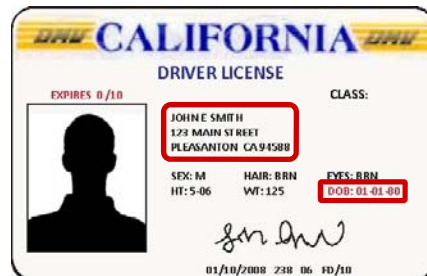 DMV CALIFORNIA DMV
DRIVER LICENSE
EXPIRES 0/10
CLASS:
JOHN E SMITH
123 MAIN STREET
PLEASANTON CA 94588
SEX: M HAIR: BRN EYES: BRN
HT: 5-06 WT: 125 DOB: 01-01-80
01/10/2008 238 06 FD/10